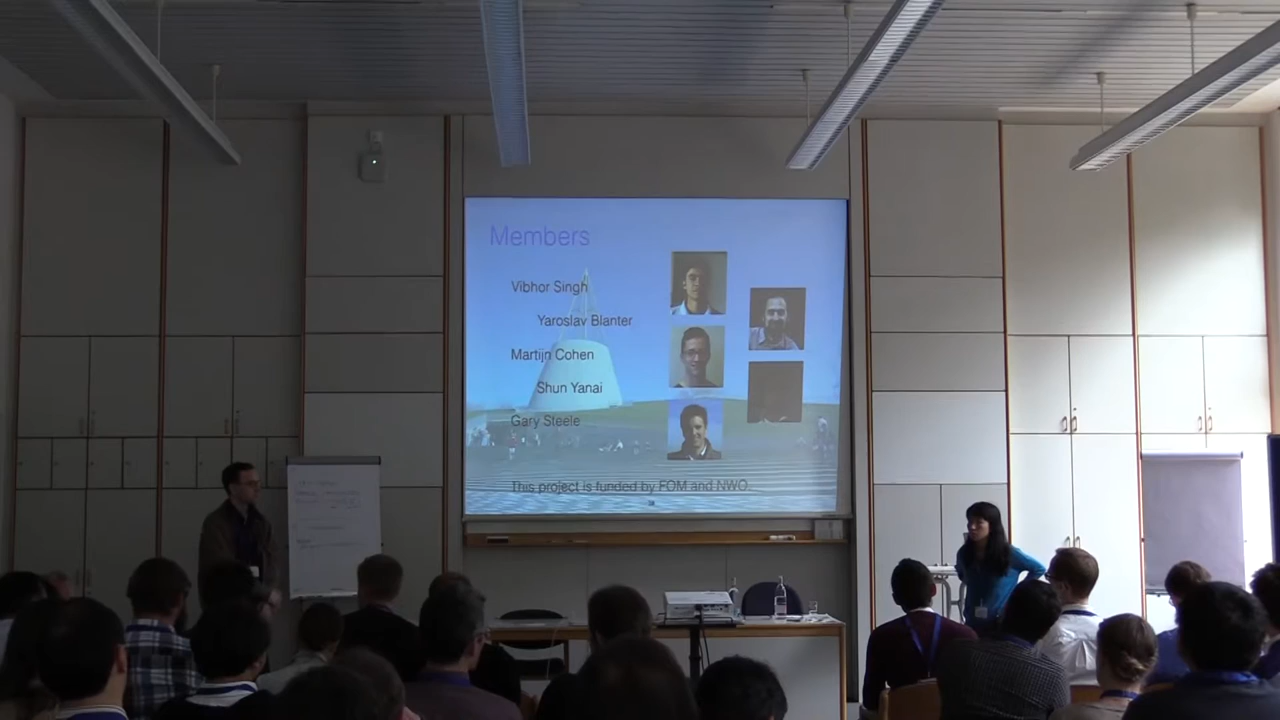 Members
Vibhor Singh
Yaroslav Blanter
Martijn Cohen
Shun Yanai
Gary Steele
This project is funded by FOM and NWO.